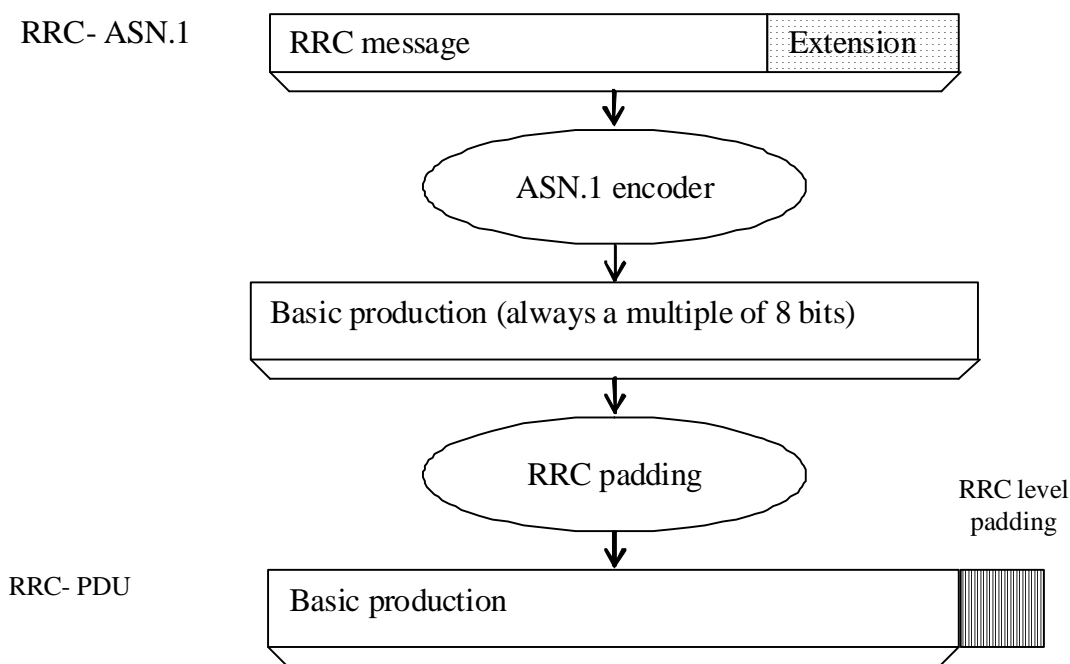 RRC- ASN.1
RRC message
Extension
ASN.1 encoder
Basic production (always a multiple of 8 bits)
RRC padding
RRC level
padding
RRC- PDU
Basic production